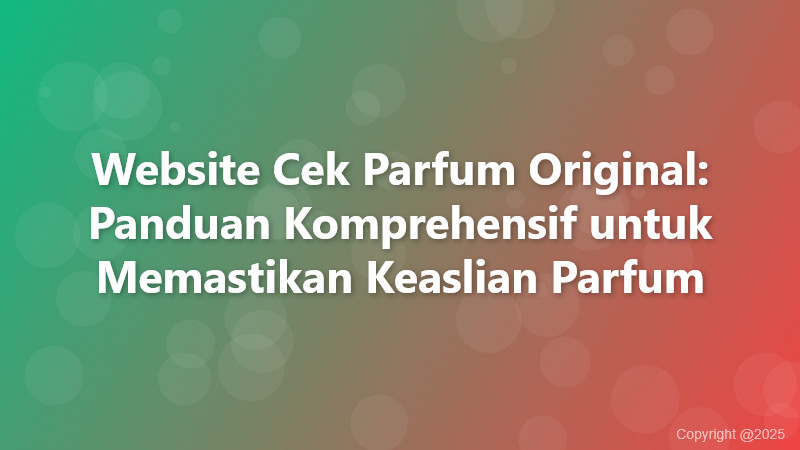 Website Cek Parfum Original:
Panduan Komprehensif untuk
Memastikan Keaslian Parfum
Copyright @2025